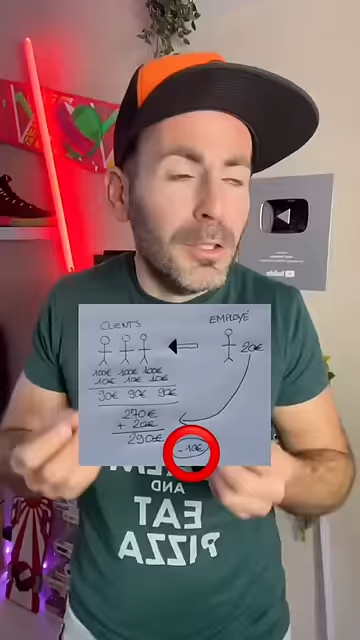 CLIENTS
EMPLOYÉ
20€
100€ 100€ 100€
10€ 10€ 10€
90€ 90€ 90€
270€
+ 20€
290€
- 10€
AND
EAT
PIZZA
YouTube